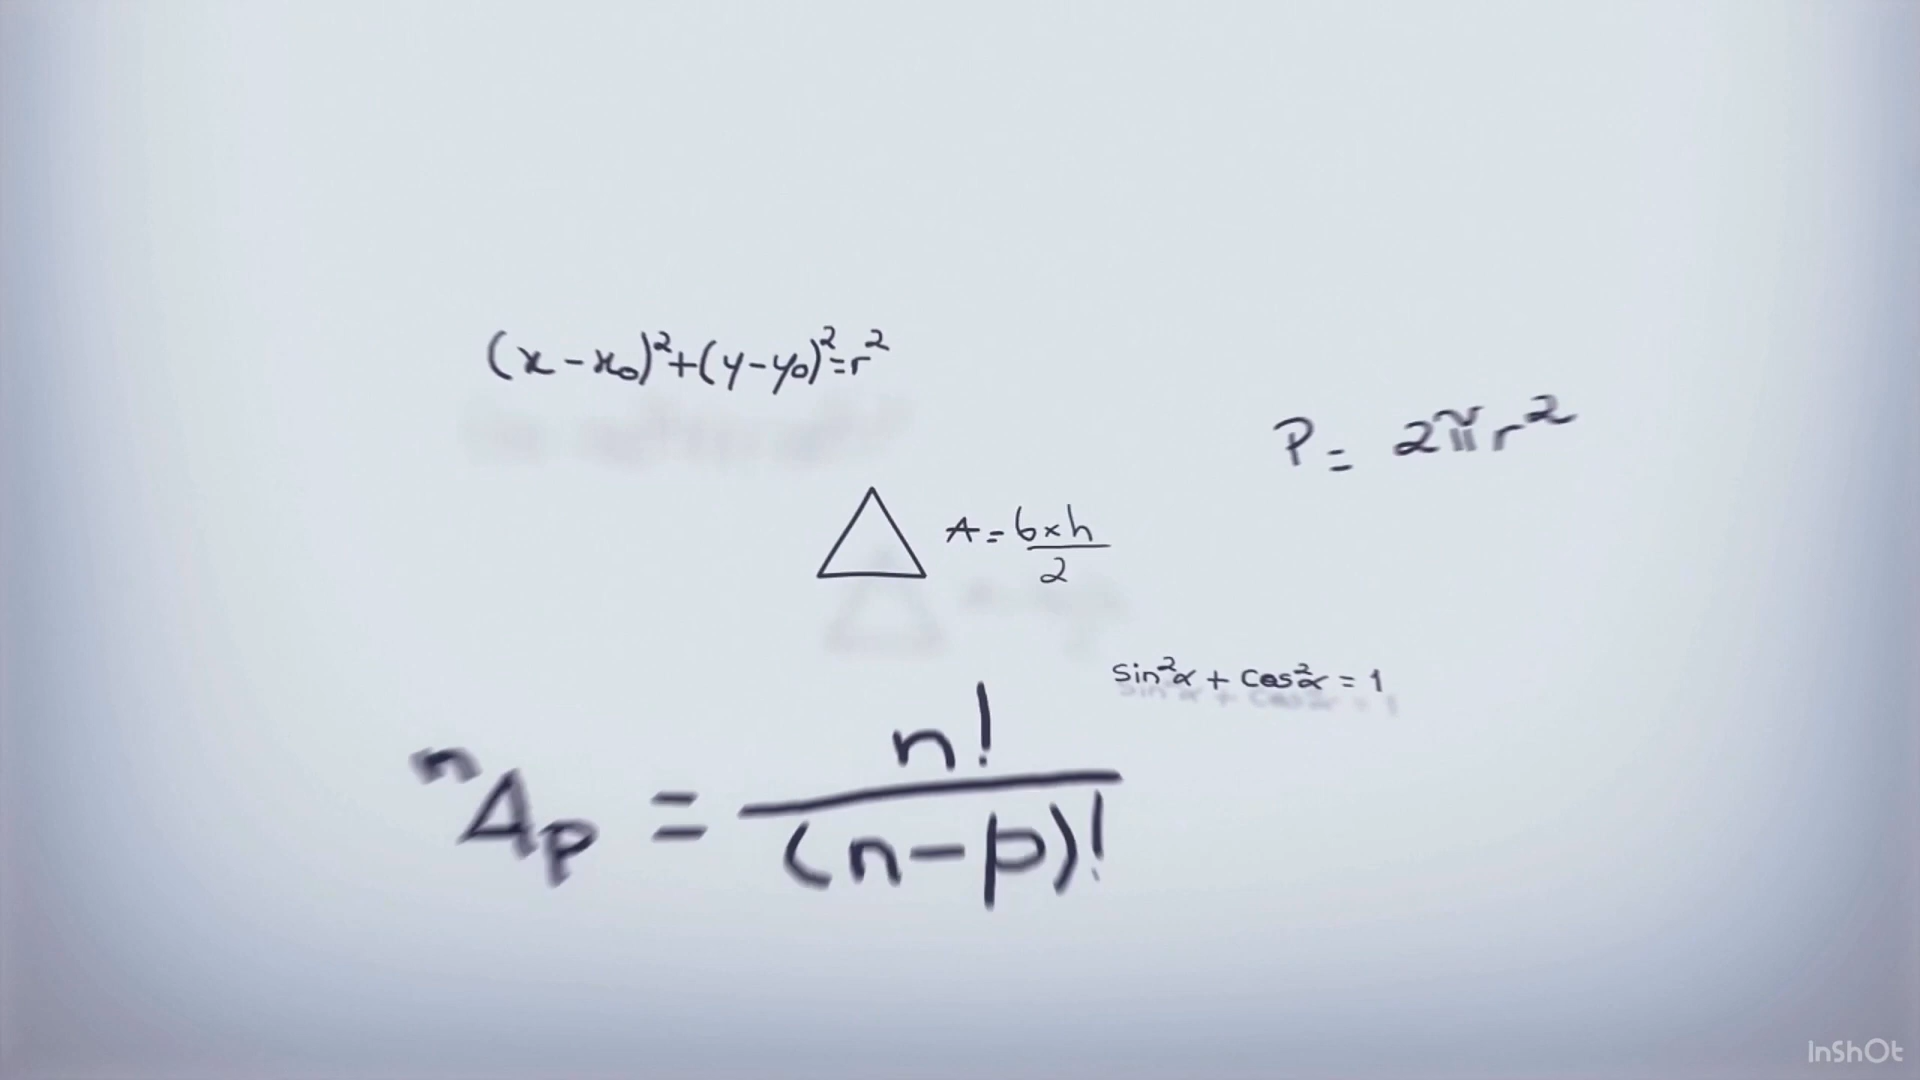 (x-x₀)²+(y-y₀)²=r²
P = 2πr²
A = b×h
2
sin²α + cos²α = 1
n!
ⁿAₚ =
(n-p)!
InShOt